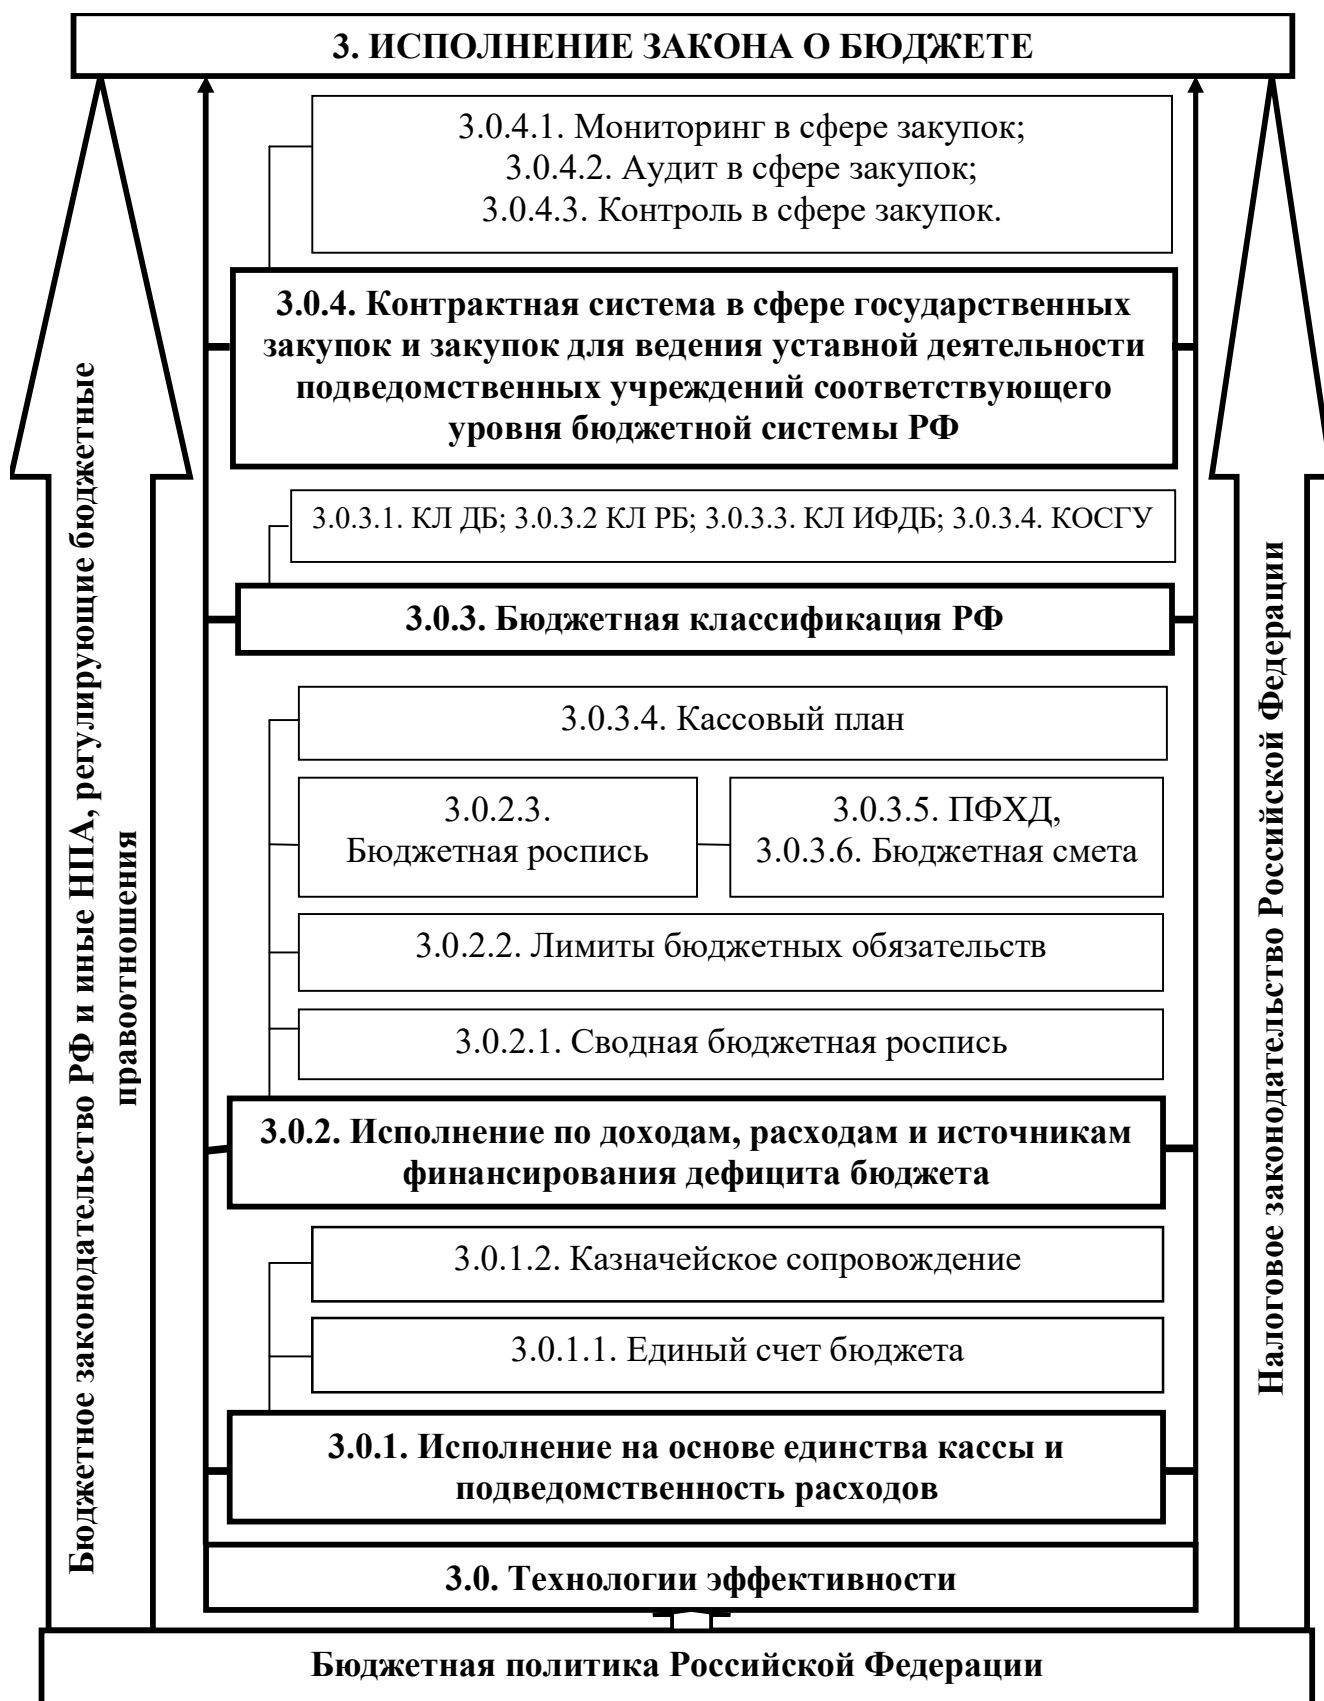 3. ИСПОЛНЕНИЕ ЗАКОНА О БЮДЖЕТЕ
3.0.4.1. Мониторинг в сфере закупок;
3.0.4.2. Аудит в сфере закупок;
3.0.4.3. Контроль в сфере закупок.
3.0.4. Контрактная система в сфере государственных
закупок и закупок для ведения уставной деятельности
подведомственных учреждений соответствующего
уровня бюджетной системы РФ
3.0.3.1. КЛ ДБ; 3.0.3.2 КЛ РБ; 3.0.3.3. КЛ ИФДБ; 3.0.3.4. КОСГУ
3.0.3. Бюджетная классификация РФ
3.0.3.4. Кассовый план
3.0.2.3.
Бюджетная роспись
3.0.3.5. ПФХД,
3.0.3.6. Бюджетная смета
3.0.2.2. Лимиты бюджетных обязательств
3.0.2.1. Сводная бюджетная роспись
3.0.2. Исполнение по доходам, расходам и источникам
финансирования дефицита бюджета
3.0.1.2. Казначейское сопровождение
3.0.1.1. Единый счет бюджета
3.0.1. Исполнение на основе единства кассы и
подведомственность расходов
3.0. Технологии эффективности
Бюджетная политика Российской Федерации
Бюджетное законодательство РФ и иные НПА, регулирующие бюджетные
правоотношения
Налоговое законодательство Российской Федерации